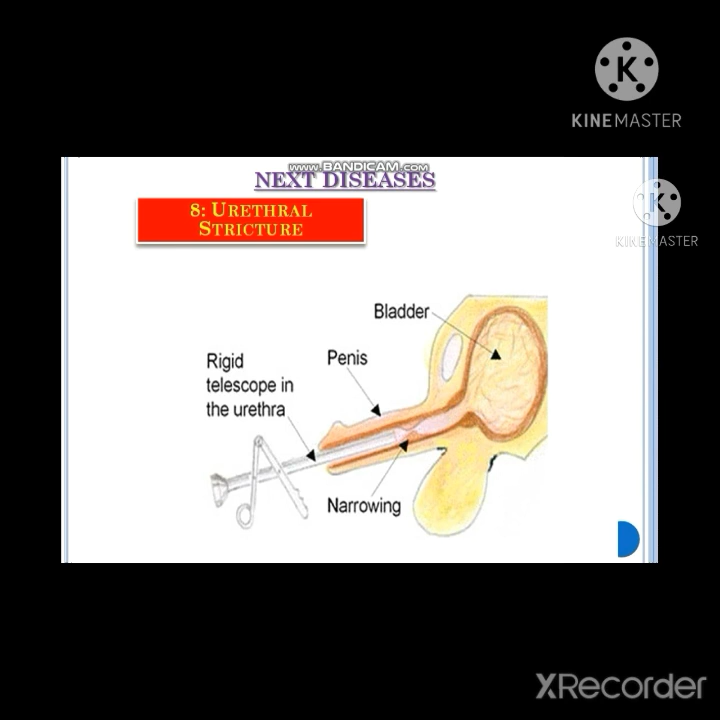 K
KINEMASTER
www.BANDICAM.com
NEXT DISEASES
K
KINEMASTER
8: URETHRAL
STRICTURE
Bladder
Penis
Rigid
telescope in
the urethra
Narrowing
XRecorder